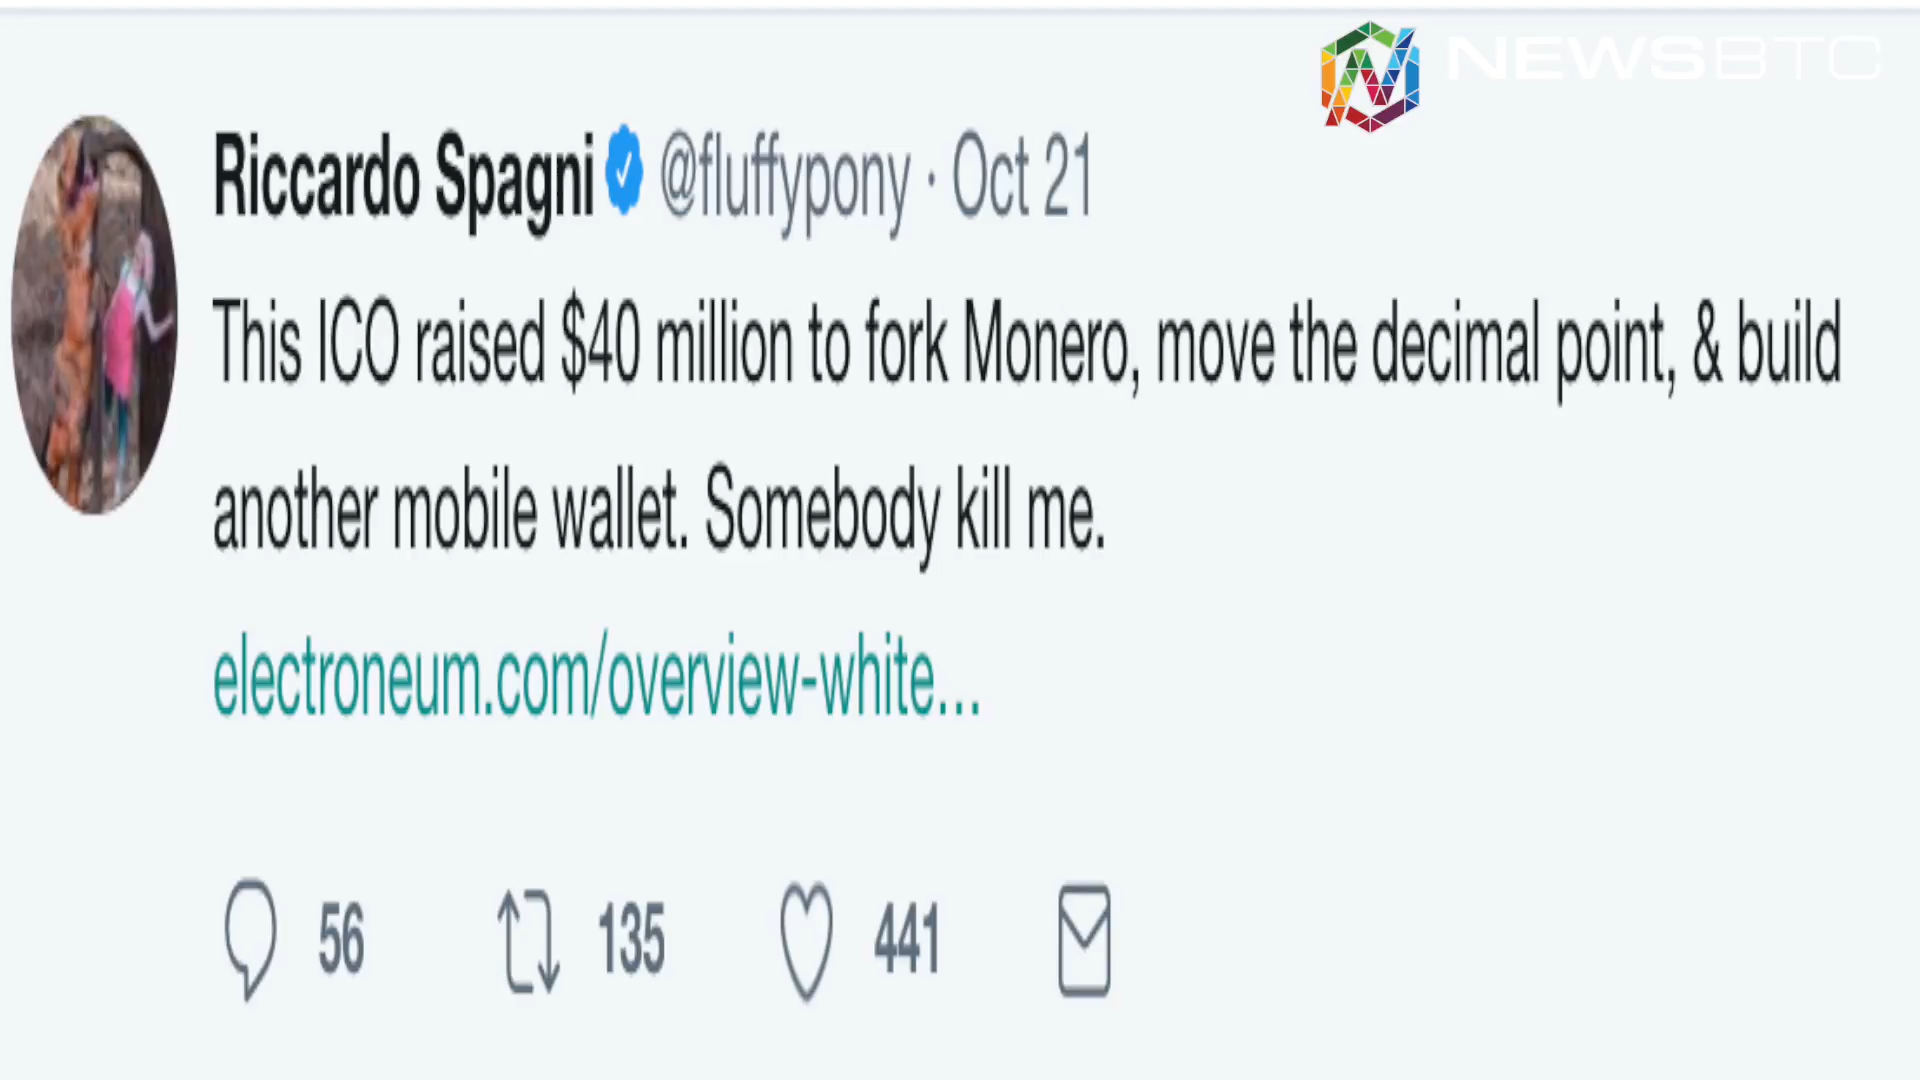 NEWSBTC
Riccardo Spagni @fluffypony · Oct 21
This ICO raised $40 million to fork Monero, move the decimal point, & build
another mobile wallet. Somebody kill me.
electroneum.com/overview-white...
56 135 441